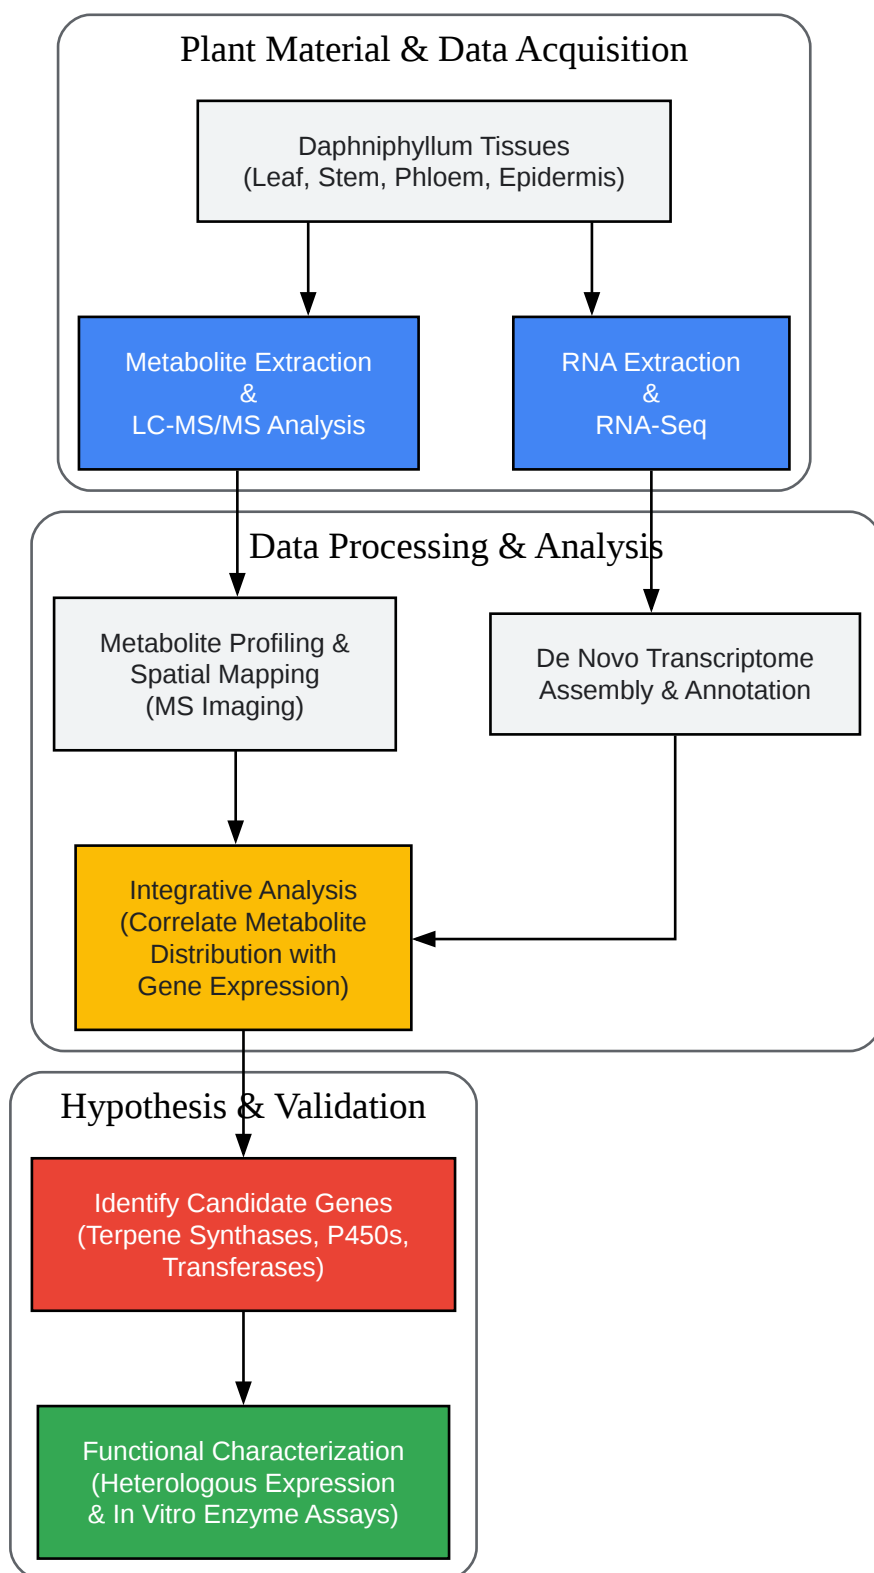 Plant Material & Data Acquisition
Daphniphyllum Tissues
(Leaf, Stem, Phloem, Epidermis)
Metabolite Extraction
&
LC-MS/MS Analysis
RNA Extraction
&
RNA-Seq
Data Processing & Analysis
Metabolite Profiling &
Spatial Mapping
(MS Imaging)
De Novo Transcriptome
Assembly & Annotation
Integrative Analysis
(Correlate Metabolite
Distribution with
Gene Expression)
Hypothesis & Validation
Identify Candidate Genes
(Terpene Synthases, P450s,
Transferases)
Functional Characterization
(Heterologous Expression
& In Vitro Enzyme Assays)